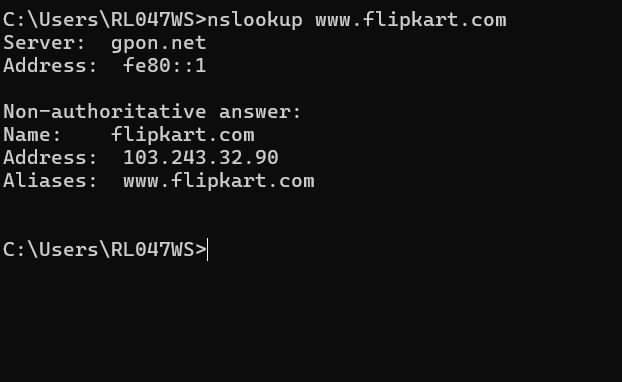 C:\Users\RL047WS>nslookup www.flipkart.com
Server:  gpon.net
Address:  fe80::1
Non-authoritative answer:
Name:    flipkart.com
Address:  103.243.32.90
Aliases:  www.flipkart.com
C:\Users\RL047WS>